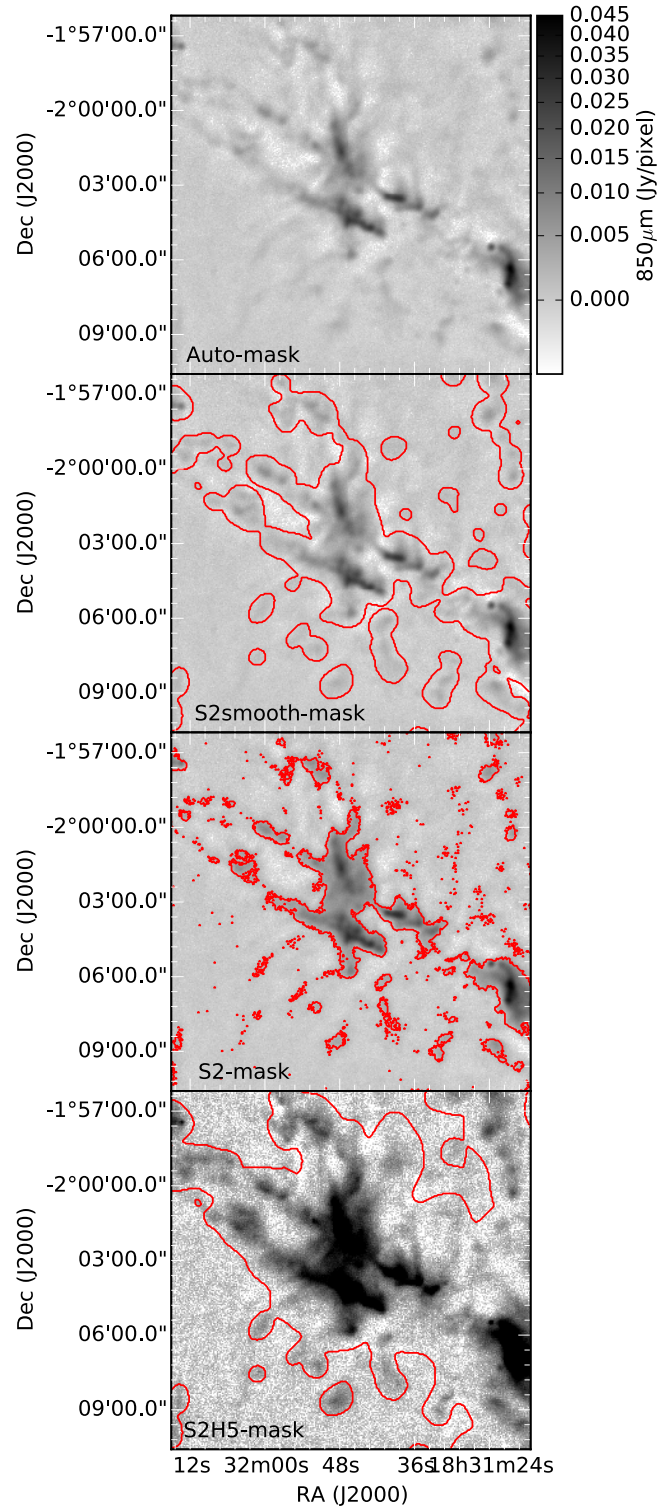 -1°57'00.0"
-2°00'00.0"
03'00.0"
06'00.0"
09'00.0"
Dec (J2000)
Auto-mask
0.045
0.040
0.035
0.030
0.025
0.020
0.015
0.010
0.005
0.000
850μm (Jy/pixel)
-1°57'00.0"
-2°00'00.0"
03'00.0"
06'00.0"
09'00.0"
Dec (J2000)
S2smooth-mask
-1°57'00.0"
-2°00'00.0"
03'00.0"
06'00.0"
09'00.0"
Dec (J2000)
S2-mask
-1°57'00.0"
-2°00'00.0"
03'00.0"
06'00.0"
09'00.0"
Dec (J2000)
S2H5-mask
12s 32m00s 48s 36s 18h31m24s
RA (J2000)